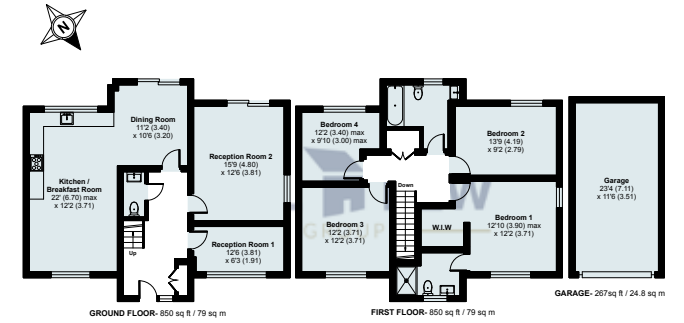 N
Dining Room
11'2 (3.40)
x 10'6 (3.20)
Kitchen /
Breakfast Room
22' (6.70) max
x 12'2 (3.71)
Reception Room 2
15'9 (4.80)
x 12'6 (3.81)
Up
Reception Room 1
12'6 (3.81)
x 6'3 (1.91)
GROUND FLOOR- 850 sq ft / 79 sq m
Bedroom 4
12'2 (3.40) max
x 9'10 (3.00) max
Bedroom 2
13'9 (4.19)
x 9'2 (2.79)
Down
Bedroom 3
12'2 (3.71)
x 12'2 (3.71)
W.I.W
Bedroom 1
12'10 (3.90) max
x 12'2 (3.71)
FIRST FLOOR- 850 sq ft / 79 sq m
Garage
23'4 (7.11)
x 11'6 (3.51)
GARAGE- 267sq ft / 24.8 sq m
GROUP